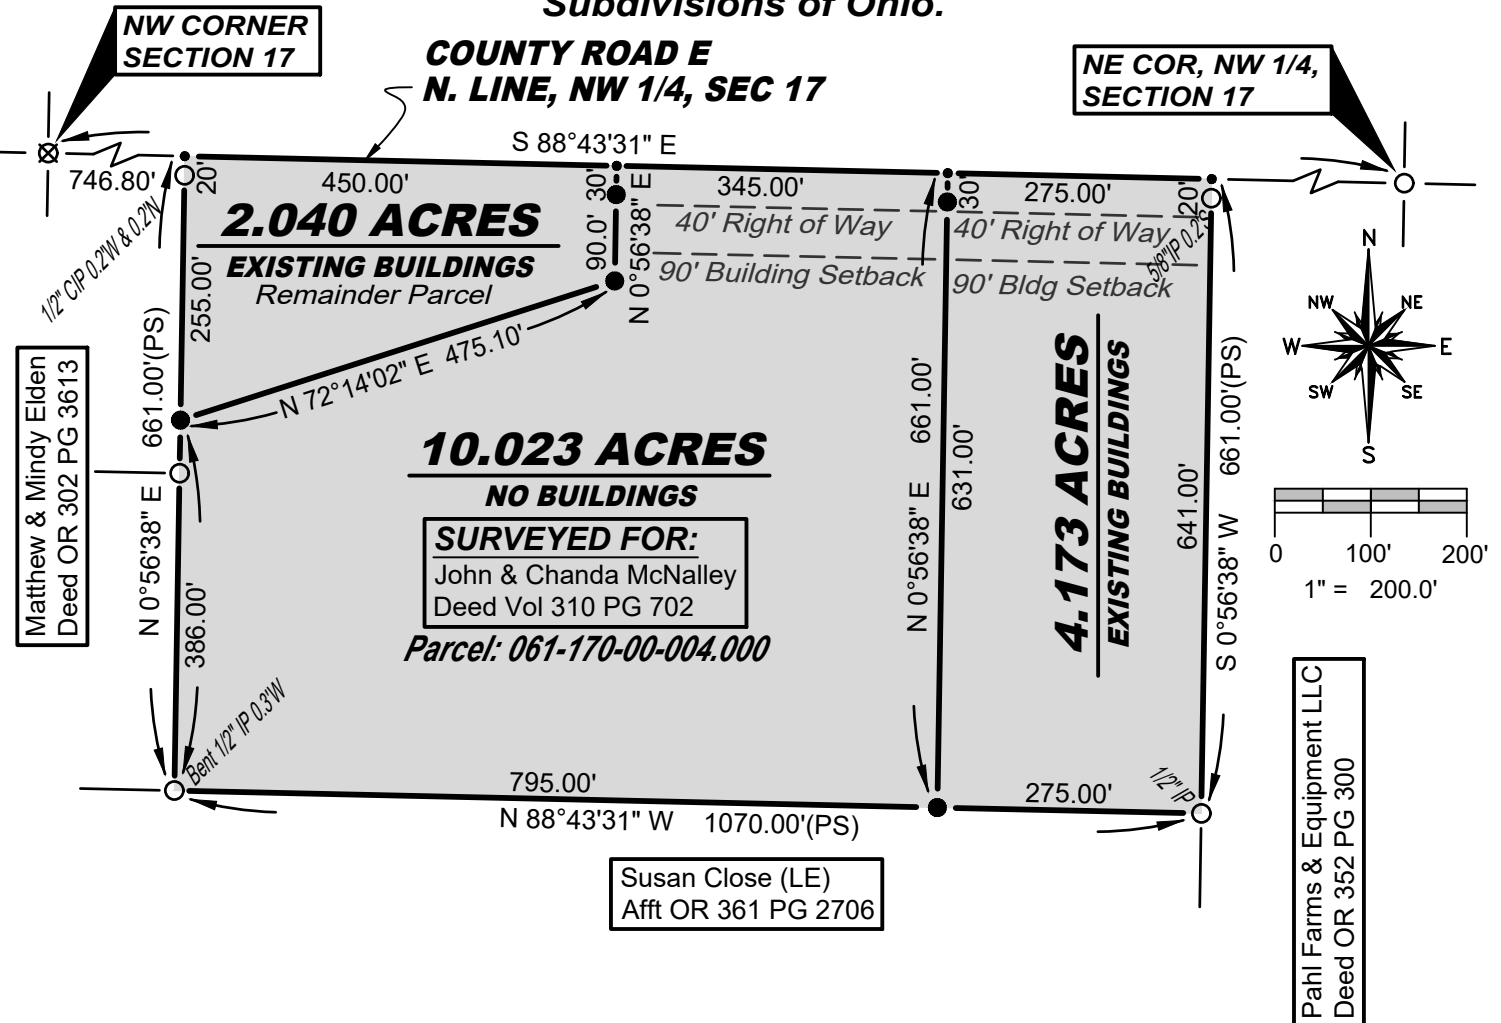 Subdivisions of Ohio.
NW CORNER
SECTION 17
COUNTY ROAD E
N. LINE, NW 1/4, SEC 17
NE COR, NW 1/4,
SECTION 17
S 88°43'31" E
746.80'
20'
450.00'
30'
345.00'
30'
275.00'
20'
1/2" CIP 0.2'W & 0.2'N
2.040 ACRES
EXISTING BUILDINGS
Remainder Parcel
90.0'
N 0°56'38" E
40' Right of Way
40' Right of Way
90' Building Setback
90' Bldg Setback
5/8"IP 0.2'S
255.00'
661.00'(PS)
N 72°14'02" E 475.10'
Matthew & Mindy Elden
Deed OR 302 PG 3613
N 0°56'38" E
386.00'
Bent 1/2" IP 0.3'W
10.023 ACRES
NO BUILDINGS
SURVEYED FOR:
John & Chanda McNalley
Deed Vol 310 PG 702
Parcel: 061-170-00-004.000
N 0°56'38" E 661.00'
631.00'
4.173 ACRES
EXISTING BUILDINGS
641.00'
S 0°56'38" W 661.00'(PS)
N
NW
NE
W
E
SW
SE
S
0 100' 200'
1" = 200.0'
795.00'
275.00'
1/2" IP
N 88°43'31" W 1070.00'(PS)
Susan Close (LE)
Afft OR 361 PG 2706
Pahl Farms & Equipment LLC
Deed OR 352 PG 300